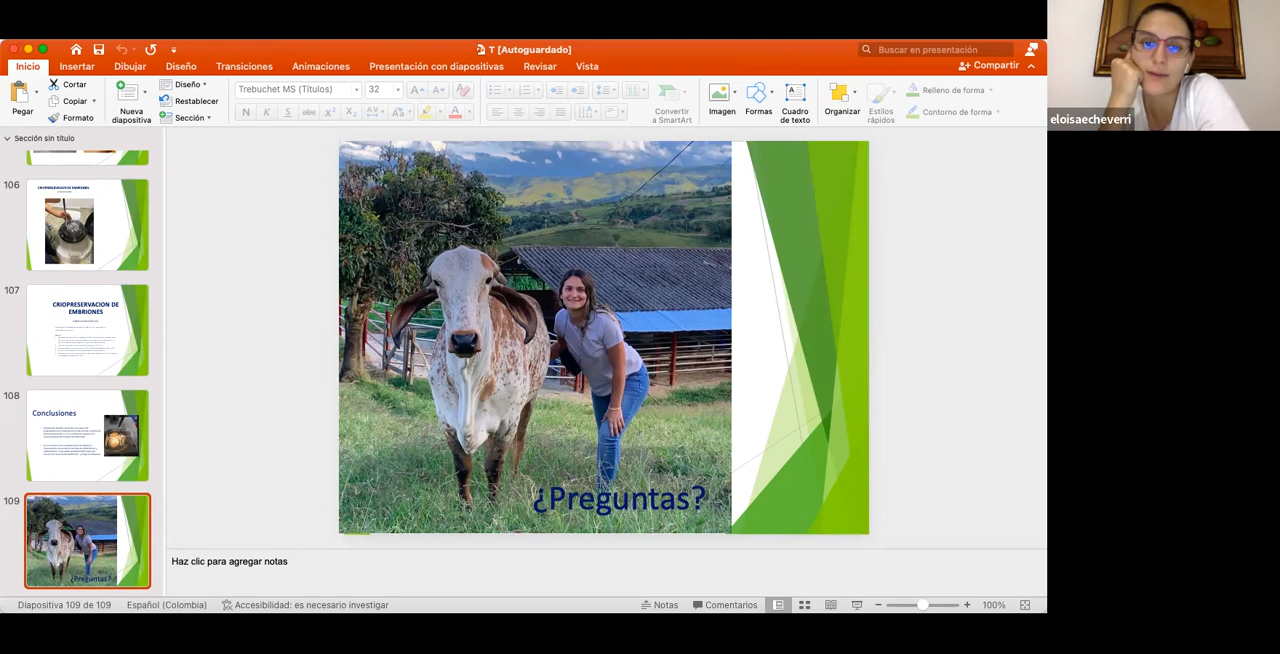 T [Autoguardado]
Buscar en presentación
Inicio
Insertar
Dibujar
Diseño
Transiciones
Animaciones
Presentación con diapositivas
Revisar
Vista
Compartir
Pegar
Cortar
Copiar
Formato
Nueva
diapositiva
Diseño
Restablecer
Sección
Trebuchet MS (Títulos)
32
Convertir
a SmartArt
Imagen
Formas
Cuadro
de texto
Organizar
Estilos
rápidos
Relleno de forma
Contorno de forma
eloisaecheverri
Sección sin título
106
CRIOPRESERVACION DE EMBRIONES
107
CRIOPRESERVACION DE
EMBRIONES
108
Conclusiones
109
¿Preguntas?
¿Preguntas?
Haz clic para agregar notas
Diapositiva 109 de 109
Español (Colombia)
Accesibilidad: es necesario investigar
Notas
Comentarios
100%